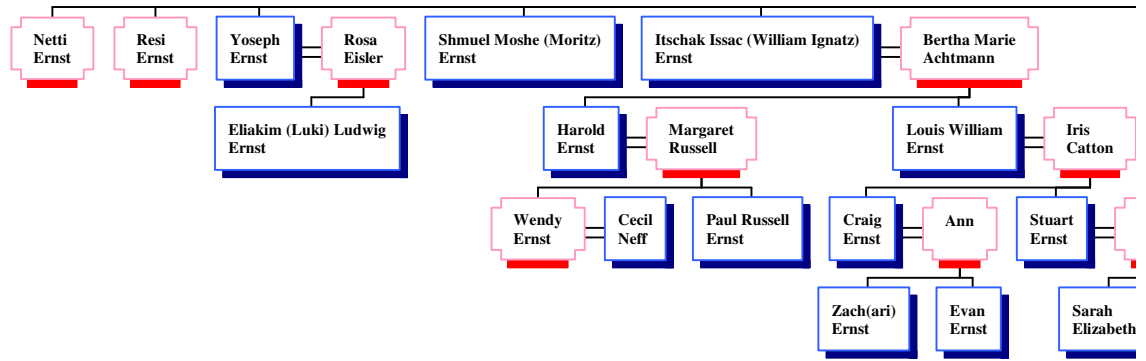 Netti
Ernst
Resi
Ernst
Yoseph
Ernst
Rosa
Eisler
Shmuel Moshe (Moritz)
Ernst
Itschak Issac (William Ignatz)
Ernst
Bertha Marie
Achtmann
Eliakim (Luki) Ludwig
Ernst
Harold
Ernst
Margaret
Russell
Louis William
Ernst
Iris
Catton
Wendy
Ernst
Cecil
Neff
Paul Russell
Ernst
Craig
Ernst
Ann
Stuart
Ernst
Zach(ari)
Ernst
Evan
Ernst
Sarah
Elizabeth